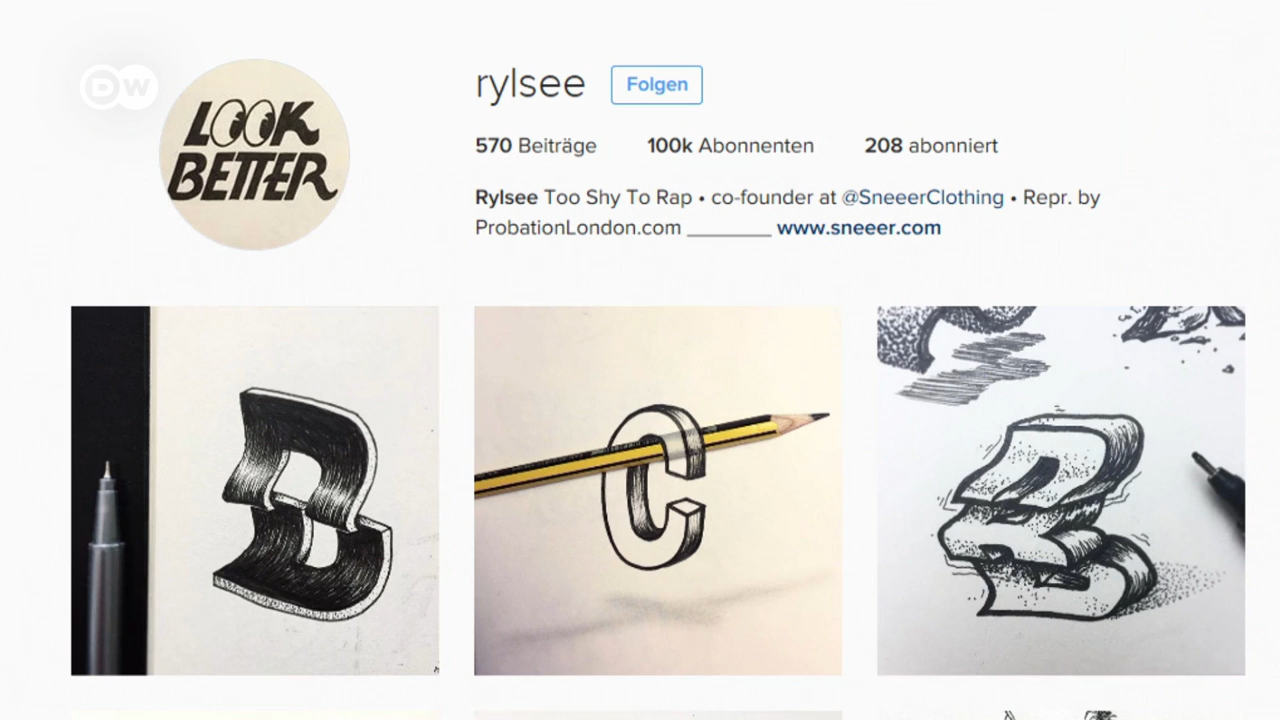 DW
LOOK
BETTER
rylsee Folgen
570 Beiträge 100k Abonnenten 208 abonniert
Rylsee Too Shy To Rap • co-founder at @SneeerClothing • Repr. by
ProbationLondon.com _______ www.sneeer.com
B
C
B